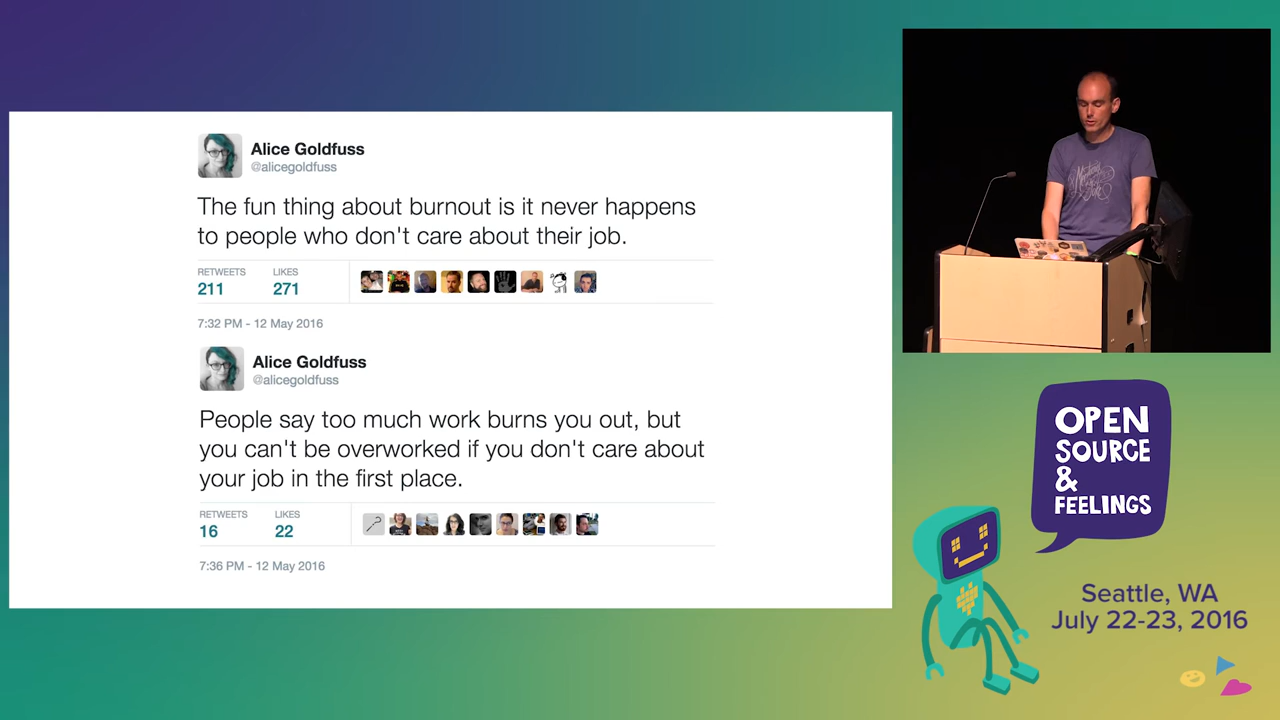 Alice Goldfuss
@alicegoldfuss
The fun thing about burnout is it never happens
to people who don't care about their job.
RETWEETS LIKES
211 271
7:32 PM - 12 May 2016
Alice Goldfuss
@alicegoldfuss
People say too much work burns you out, but
you can't be overworked if you don't care about
your job in the first place.
RETWEETS LIKES
16 22
7:36 PM - 12 May 2016
OPEN
SOURCE
&
FEELINGS
Seattle, WA
July 22-23, 2016